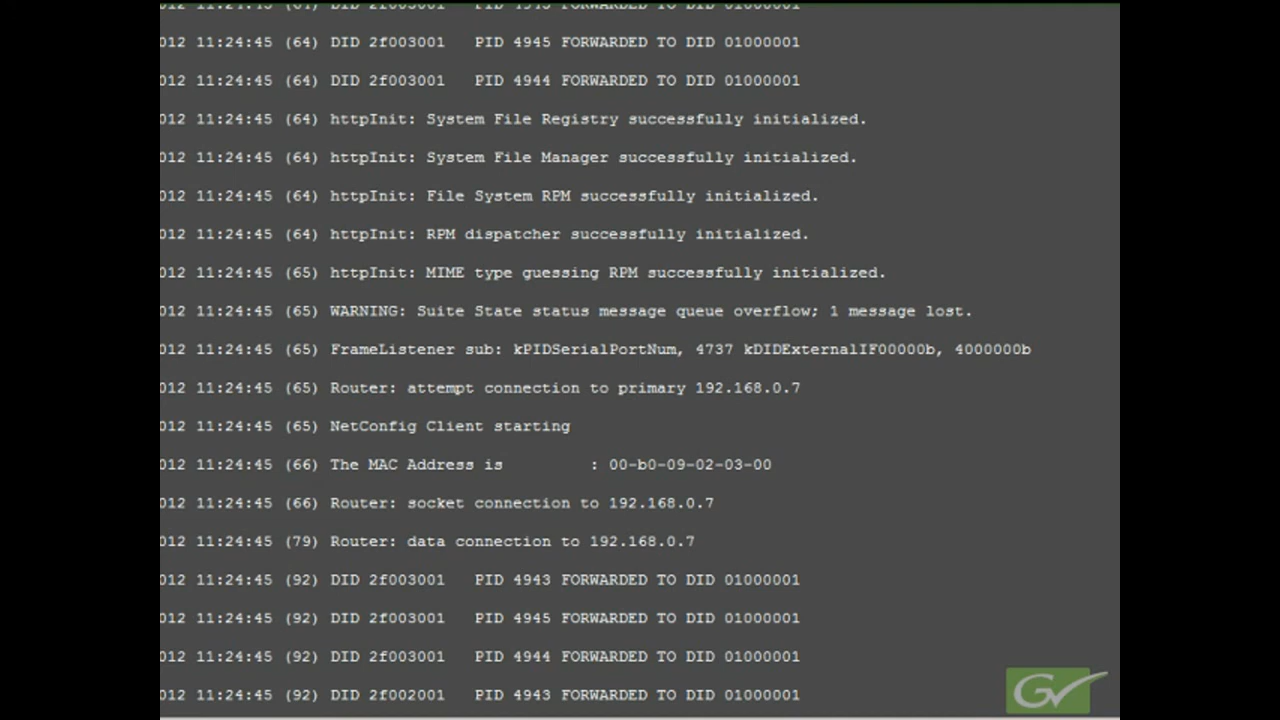 012 11:24:45 (64) DID 2f003001 PID 4945 FORWARDED TO DID 01000001
012 11:24:45 (64) DID 2f003001 PID 4944 FORWARDED TO DID 01000001
012 11:24:45 (64) httpInit: System File Registry successfully initialized.
012 11:24:45 (64) httpInit: System File Manager successfully initialized.
012 11:24:45 (64) httpInit: File System RPM successfully initialized.
012 11:24:45 (64) httpInit: RPM dispatcher successfully initialized.
012 11:24:45 (65) httpInit: MIME type guessing RPM successfully initialized.
012 11:24:45 (65) WARNING: Suite State status message queue overflow; 1 message lost.
012 11:24:45 (65) FrameListener sub: kPIDSerialPortNum, 4737 kDIDExternalIF00000b, 4000000b
012 11:24:45 (65) Router: attempt connection to primary 192.168.0.7
012 11:24:45 (65) NetConfig Client starting
012 11:24:45 (66) The MAC Address is : 00-b0-09-02-03-00
012 11:24:45 (66) Router: socket connection to 192.168.0.7
012 11:24:45 (79) Router: data connection to 192.168.0.7
012 11:24:45 (92) DID 2f003001 PID 4943 FORWARDED TO DID 01000001
012 11:24:45 (92) DID 2f003001 PID 4945 FORWARDED TO DID 01000001
012 11:24:45 (92) DID 2f003001 PID 4944 FORWARDED TO DID 01000001
012 11:24:45 (92) DID 2f002001 PID 4943 FORWARDED TO DID 01000001
GV